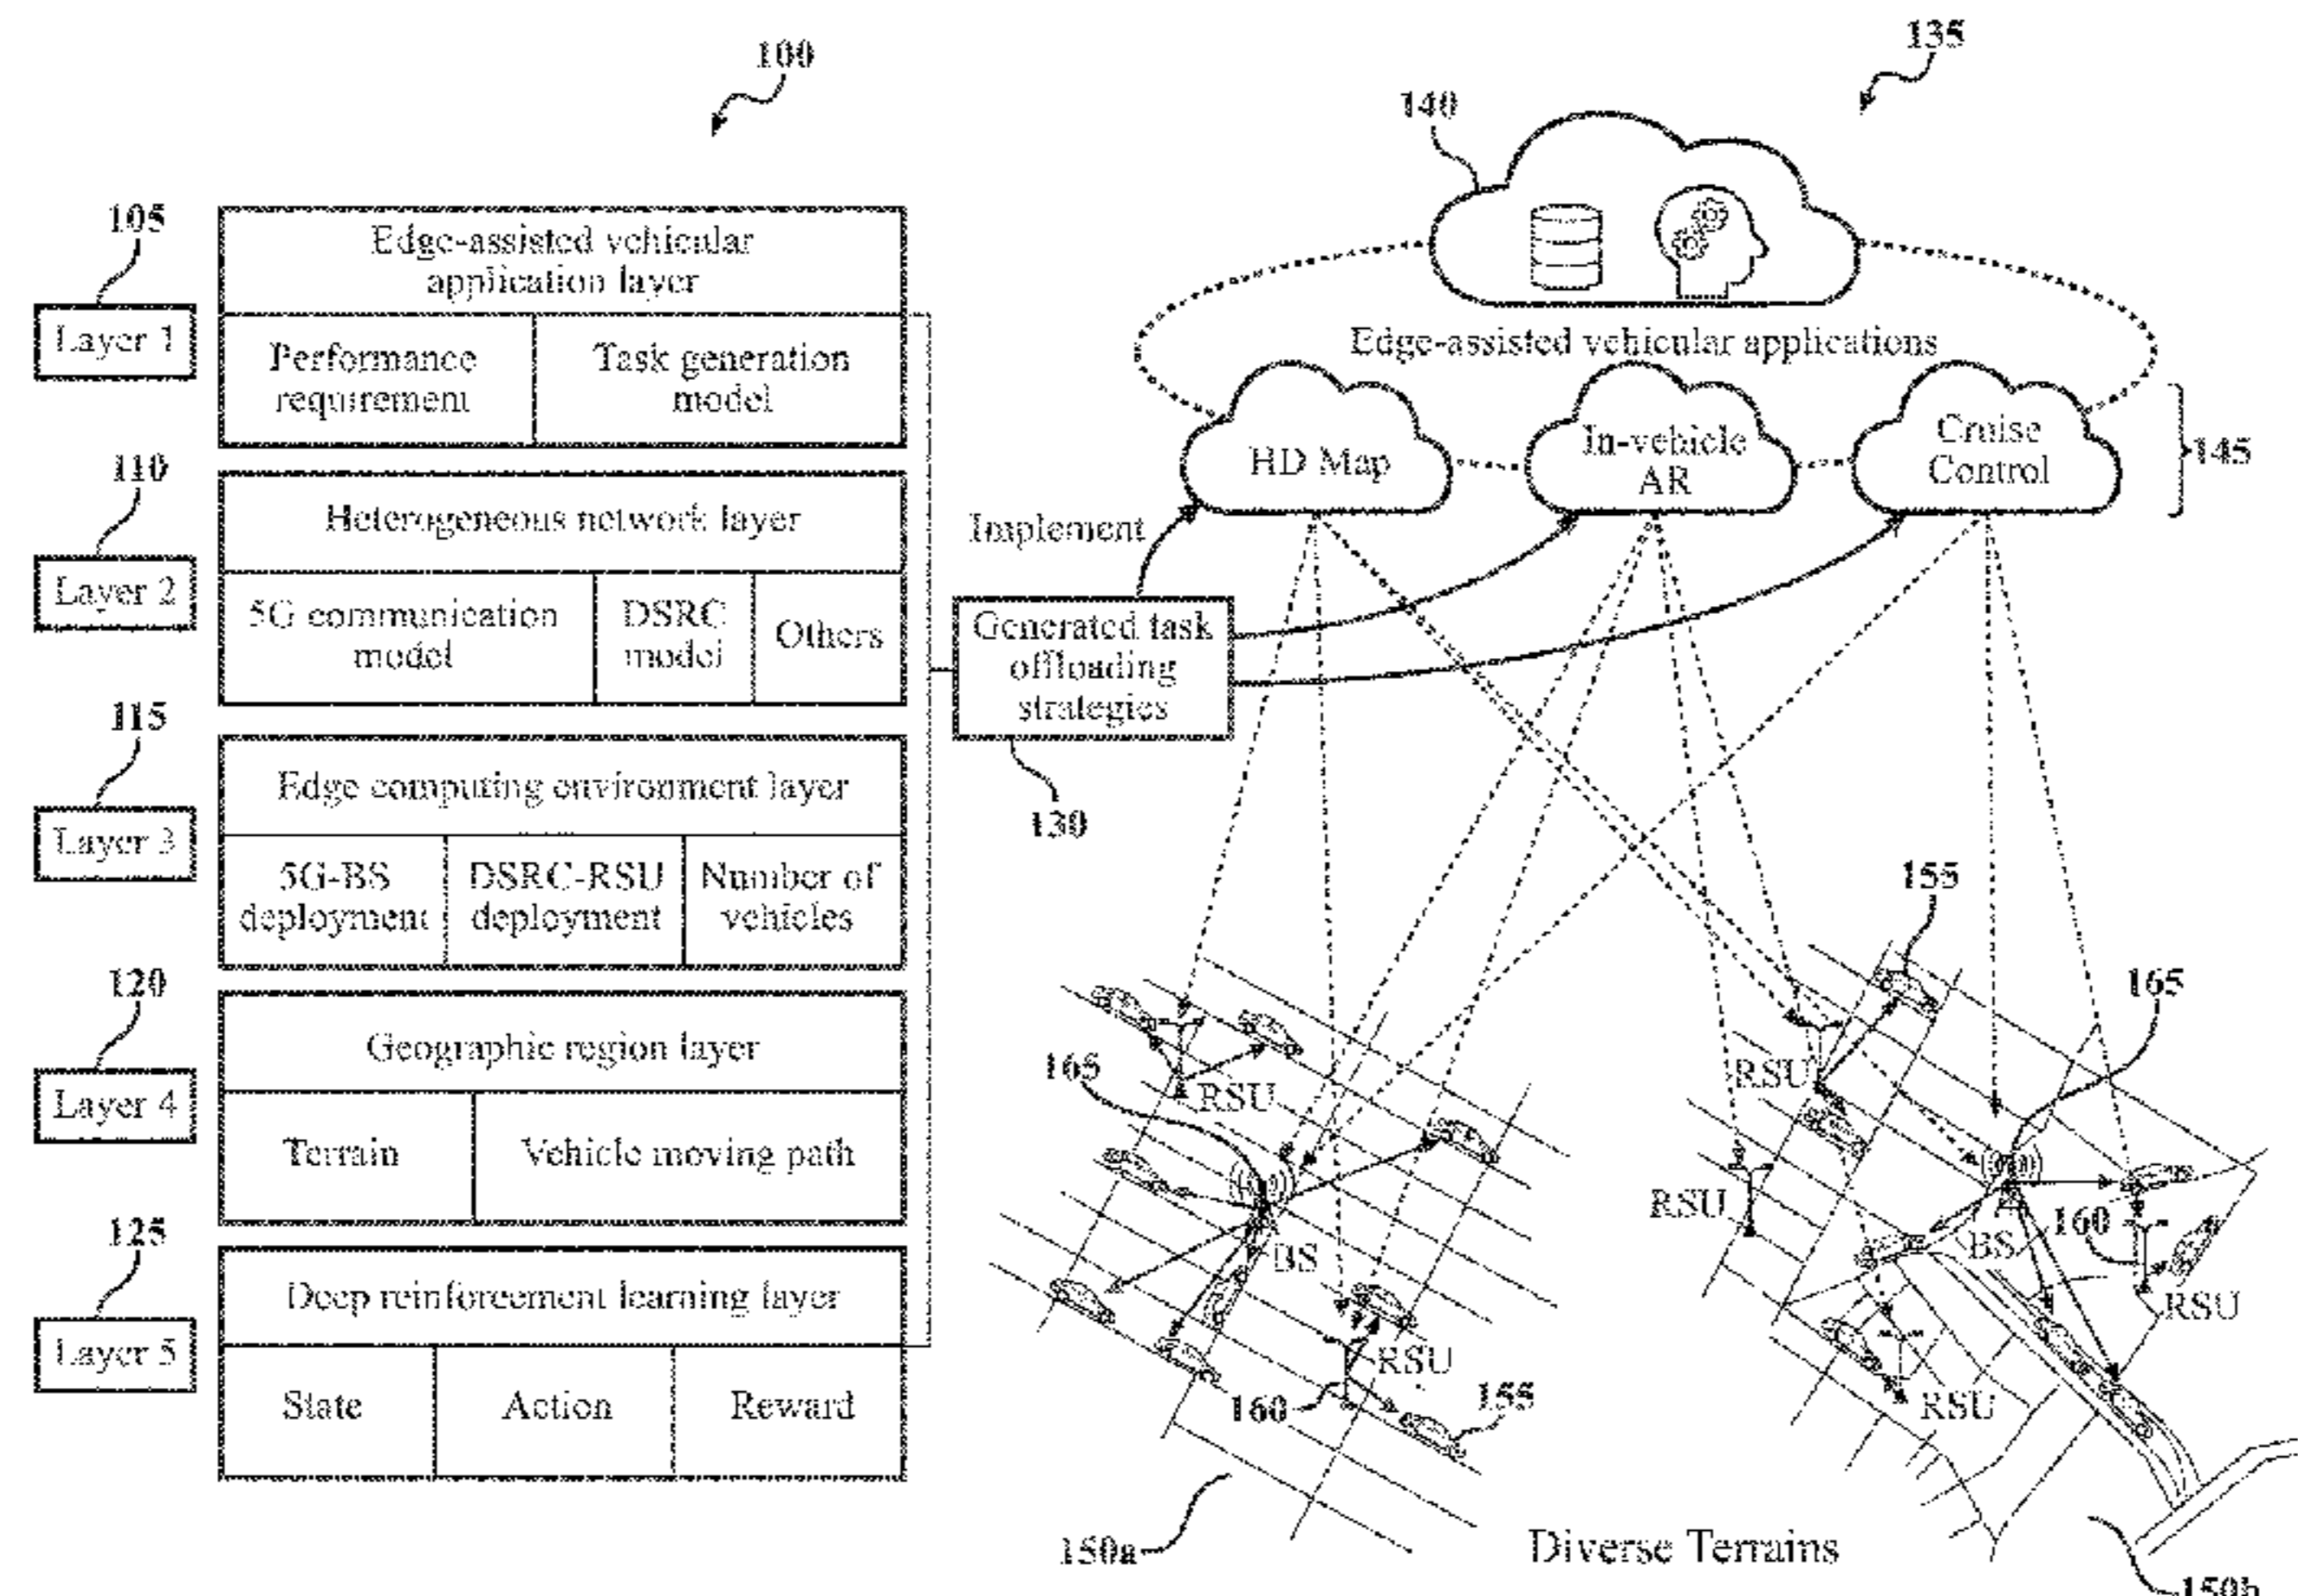 100
105
Layer 1
Edge-assisted vehicular
application layer
Performance
requirement
Task generation
model
110
Layer 2
Heterogeneous network layer
5G communication
model
DSRC
model
Others
115
Layer 3
Edge computing environment layer
5G-BS
deployment
DSRC-RSU
deployment
Number of
vehicles
120
Layer 4
Geographic region layer
Terrain
Vehicle moving path
125
Layer 5
Deep reinforcement learning layer
State
Action
Reward
Generated task
offloading
strategies
130
Implement
135
140
Edge-assisted vehicular applications
HD Map
In-vehicle
AR
Cruise
Control
145
165
RSU
BS
RSU
160
155
150a
155
165
RSU
RSU
BS
160
RSU
RSU
150b
Diverse Terrains